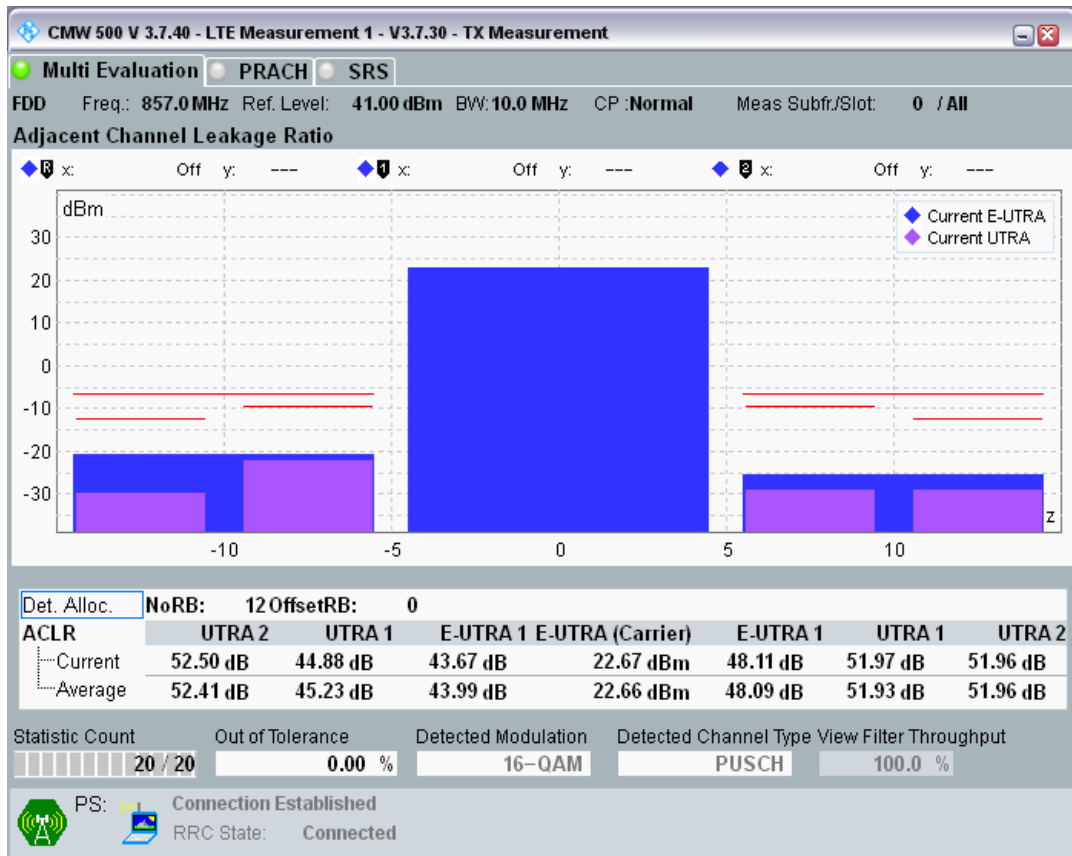 CMW 500 V 3.7.40 - LTE Measurement 1 - V3.7.30 - TX Measurement
Multi Evaluation PRACH SRS
FDD Freq.: 857.0 MHz Ref. Level: 41.00 dBm BW: 10.0 MHz CP :Normal Meas Subfr./Slot: 0 / All
Adjacent Channel Leakage Ratio
R x: Off y: --- 1 x: Off y: --- 2 x: Off y: ---
dBm
Current E-UTRA
Current UTRA
30
20
10
0
-10
-20
-30
z
-10 -5 0 5 10
Det. Alloc. NoRB: 12 OffsetRB: 0
ACLR UTRA 2 UTRA 1 E-UTRA 1 E-UTRA (Carrier) E-UTRA 1 UTRA 1 UTRA 2
Current 52.50 dB 44.88 dB 43.67 dB 22.67 dBm 48.11 dB 51.97 dB 51.96 dB
Average 52.41 dB 45.23 dB 43.99 dB 22.66 dBm 48.09 dB 51.93 dB 51.96 dB
Statistic Count Out of Tolerance Detected Modulation Detected Channel Type View Filter Throughput
20 / 20 0.00 % 16-QAM PUSCH 100.0 %
PS: Connection Established
RRC State: Connected